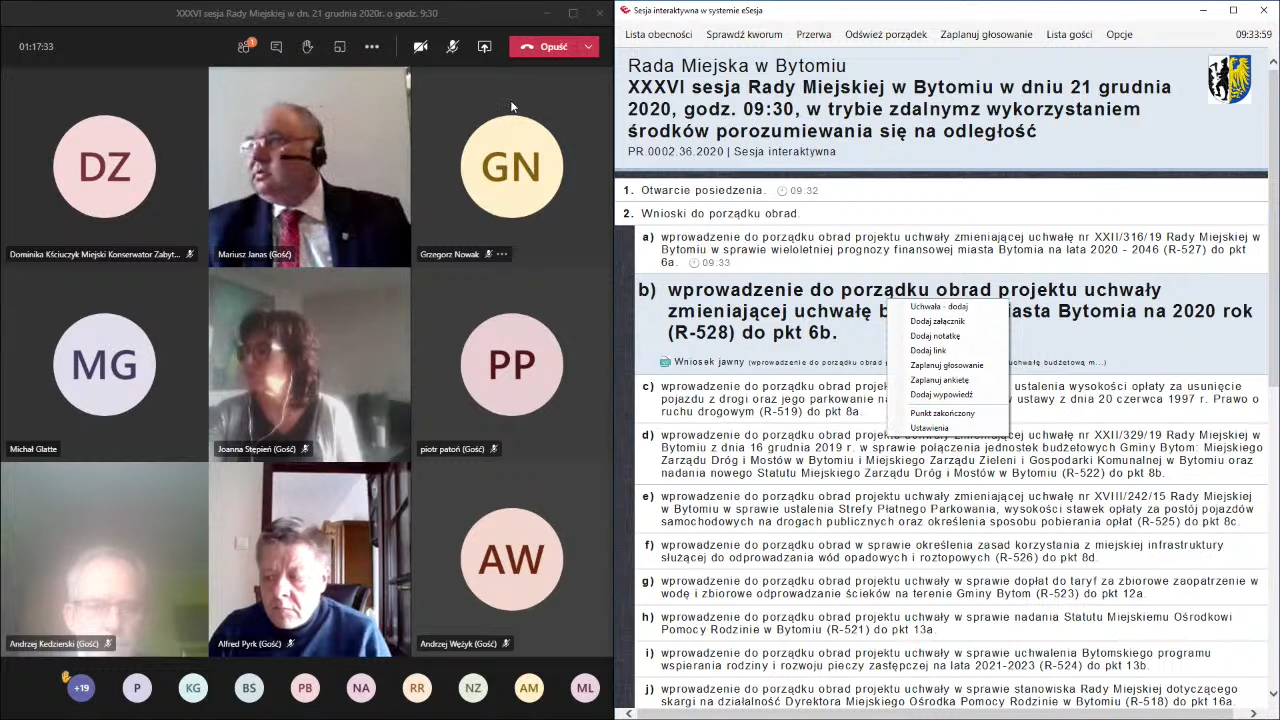 XXXVI sesja Rady Miejskiej w dn. 21 grudnia 2020r. o godz. 9:30
01:17:33
1
Opuść
DZ
GN
Dominika Kściuczyk Miejski Konserwator Zabyt...
Mariusz Janas (Gość)
Grzegorz Nowak
MG
PP
Michał Glatte
Joanna Stępień (Gość)
piotr patoń (Gość)
AW
Andrzej Kedzierski (Gość)
Alfred Pyrk (Gość)
Andrzej Wężyk (Gość)
+19
P
KG
BŚ
PB
NA
RR
NZ
AM
ML
Sesja interaktywna w systemie eSesja
Lista obecności
Sprawdź kworum
Przerwa
Odśwież porządek
Zaplanuj głosowanie
Lista gości
Opcje
09:33:59
Rada Miejska w Bytomiu
XXXVI sesja Rady Miejskiej w Bytomiu w dniu 21 grudnia
2020, godz. 09:30, w trybie zdalnymz wykorzystaniem
środków porozumiewania się na odległość
PR.0002.36.2020 | Sesja interaktywna
1. Otwarcie posiedzenia. 09:32
2. Wnioski do porządku obrad.
a) wprowadzenie do porządku obrad projektu uchwały zmieniającej uchwałę nr XXII/316/19 Rady Miejskiej w
Bytomiu w sprawie wieloletniej prognozy finansowej miasta Bytomia na lata 2020 - 2046 (R-527) do pkt
6a. 09:33
b) wprowadzenie do porządku obrad projektu uchwały
zmieniającej uchwałę b iasta Bytomia na 2020 rok
(R-528) do pkt 6b.
Wniosek jawny (wprowadzenie do porządku obrad uchwałę budżetową m...)
Uchwała - dodaj
Dodaj załącznik
Dodaj notatkę
Dodaj link
Zaplanuj głosowanie
Zaplanuj ankietę
Dodaj wypowiedź
Punkt zakończony
Ustawienia
c) wprowadzenie do porządku obrad proje ustalenia wysokości opłaty za usunięcie
pojazdu z drogi oraz jego parkowanie n ustawy z dnia 20 czerwca 1997 r. Prawo o
ruchu drogowym (R-519) do pkt 8a.
d) wprowadzenie do porządku obrad projektu uchwały zmieniającej uchwałę nr XXII/329/19 Rady Miejskiej w
Bytomiu z dnia 16 grudnia 2019 r. w sprawie połączenia jednostek budżetowych Gminy Bytom: Miejskiego
Zarządu Dróg i Mostów w Bytomiu i Miejskiego Zarządu Zieleni i Gospodarki Komunalnej w Bytomiu oraz
nadania nowego Statutu Miejskiego Zarządu Dróg i Mostów w Bytomiu (R-522) do pkt 8b.
e) wprowadzenie do porządku obrad projektu uchwały zmieniającej uchwałę nr XVIII/242/15 Rady Miejskiej
w Bytomiu w sprawie ustalenia Strefy Płatnego Parkowania, wysokości stawek opłaty za postój pojazdów
samochodowych na drogach publicznych oraz określenia sposobu pobierania opłat (R-525) do pkt 8c.
f) wprowadzenie do porządku obrad w sprawie określenia zasad korzystania z miejskiej infrastruktury
służącej do odprowadzania wód opadowych i roztopowych (R-526) do pkt 8d.
g) wprowadzenie do porządku obrad projektu uchwały w sprawie dopłat do taryf za zbiorowe zaopatrzenie w
wodę i zbiorowe odprowadzanie ścieków na terenie Gminy Bytom (R-523) do pkt 12a.
h) wprowadzenie do porządku obrad projektu uchwały w sprawie nadania Statutu Miejskiemu Ośrodkowi
Pomocy Rodzinie w Bytomiu (R-521) do pkt 13a.
i) wprowadzenie do porządku obrad projektu uchwały w sprawie uchwalenia Bytomskiego programu
wspierania rodziny i rozwoju pieczy zastępczej na lata 2021-2023 (R-524) do pkt 13b.
j) wprowadzenie do porządku obrad projektu uchwały w sprawie stanowiska Rady Miejskiej dotyczącego
skargi na działalność Dyrektora Miejskiego Ośrodka Pomocy Rodzinie w Bytomiu (R-518) do pkt 16a.